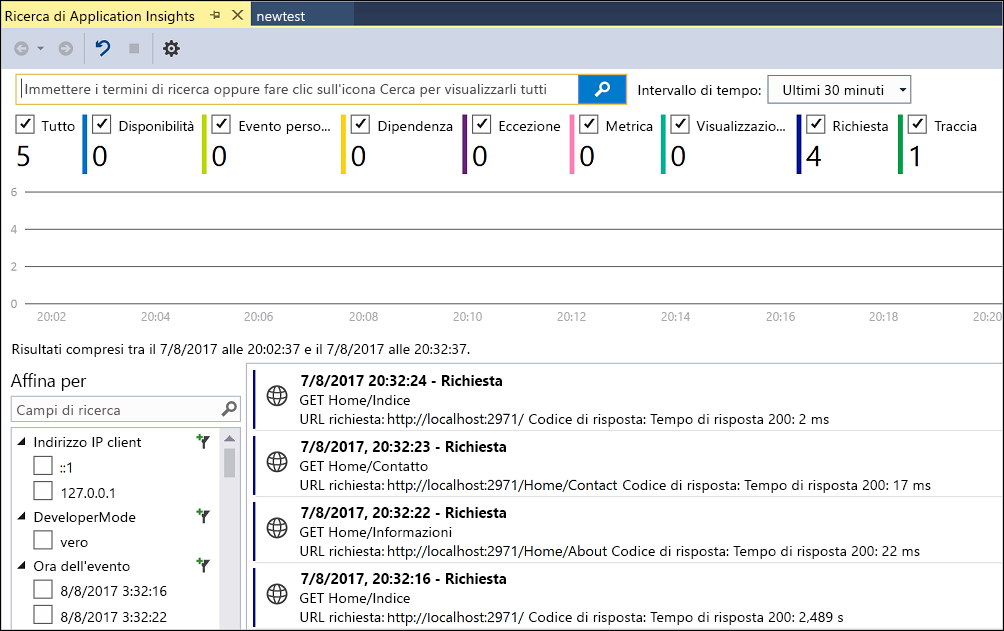 Ricerca di Application Insights newtest
Immettere i termini di ricerca oppure fare clic sull'icona Cerca per visualizzarli tutti Intervallo di tempo: Ultimi 30 minuti
Tutto Disponibilità Evento perso... Dipendenza Eccezione Metrica Visualizzazio... Richiesta Traccia
5 0 0 0 0 0 0 4 1
6
4
2
0
20:02 20:04 20:06 20:08 20:10 20:12 20:14 20:16 20:18 20:20
Risultati compresi tra il 7/8/2017 alle 20:02:37 e il 7/8/2017 alle 20:32:37.
Affina per
Campi di ricerca
Indirizzo IP client
::1
127.0.0.1
DeveloperMode
vero
Ora dell'evento
8/8/2017 3:32:16
8/8/2017 3:32:22
7/8/2017 20:32:24 - Richiesta
GET Home/Indice
URL richiesta: http://localhost:2971/ Codice di risposta: Tempo di risposta 200: 2 ms
7/8/2017, 20:32:23 - Richiesta
GET Home/Contatto
URL richiesta: http://localhost:2971/Home/Contact Codice di risposta: Tempo di risposta 200: 17 ms
7/8/2017, 20:32:22 - Richiesta
GET Home/Informazioni
URL richiesta: http://localhost:2971/Home/About Codice di risposta: Tempo di risposta 200: 22 ms
7/8/2017, 20:32:16 - Richiesta
GET Home/Indice
URL richiesta: http://localhost:2971/ Codice di risposta: Tempo di risposta 200: 2,489 s